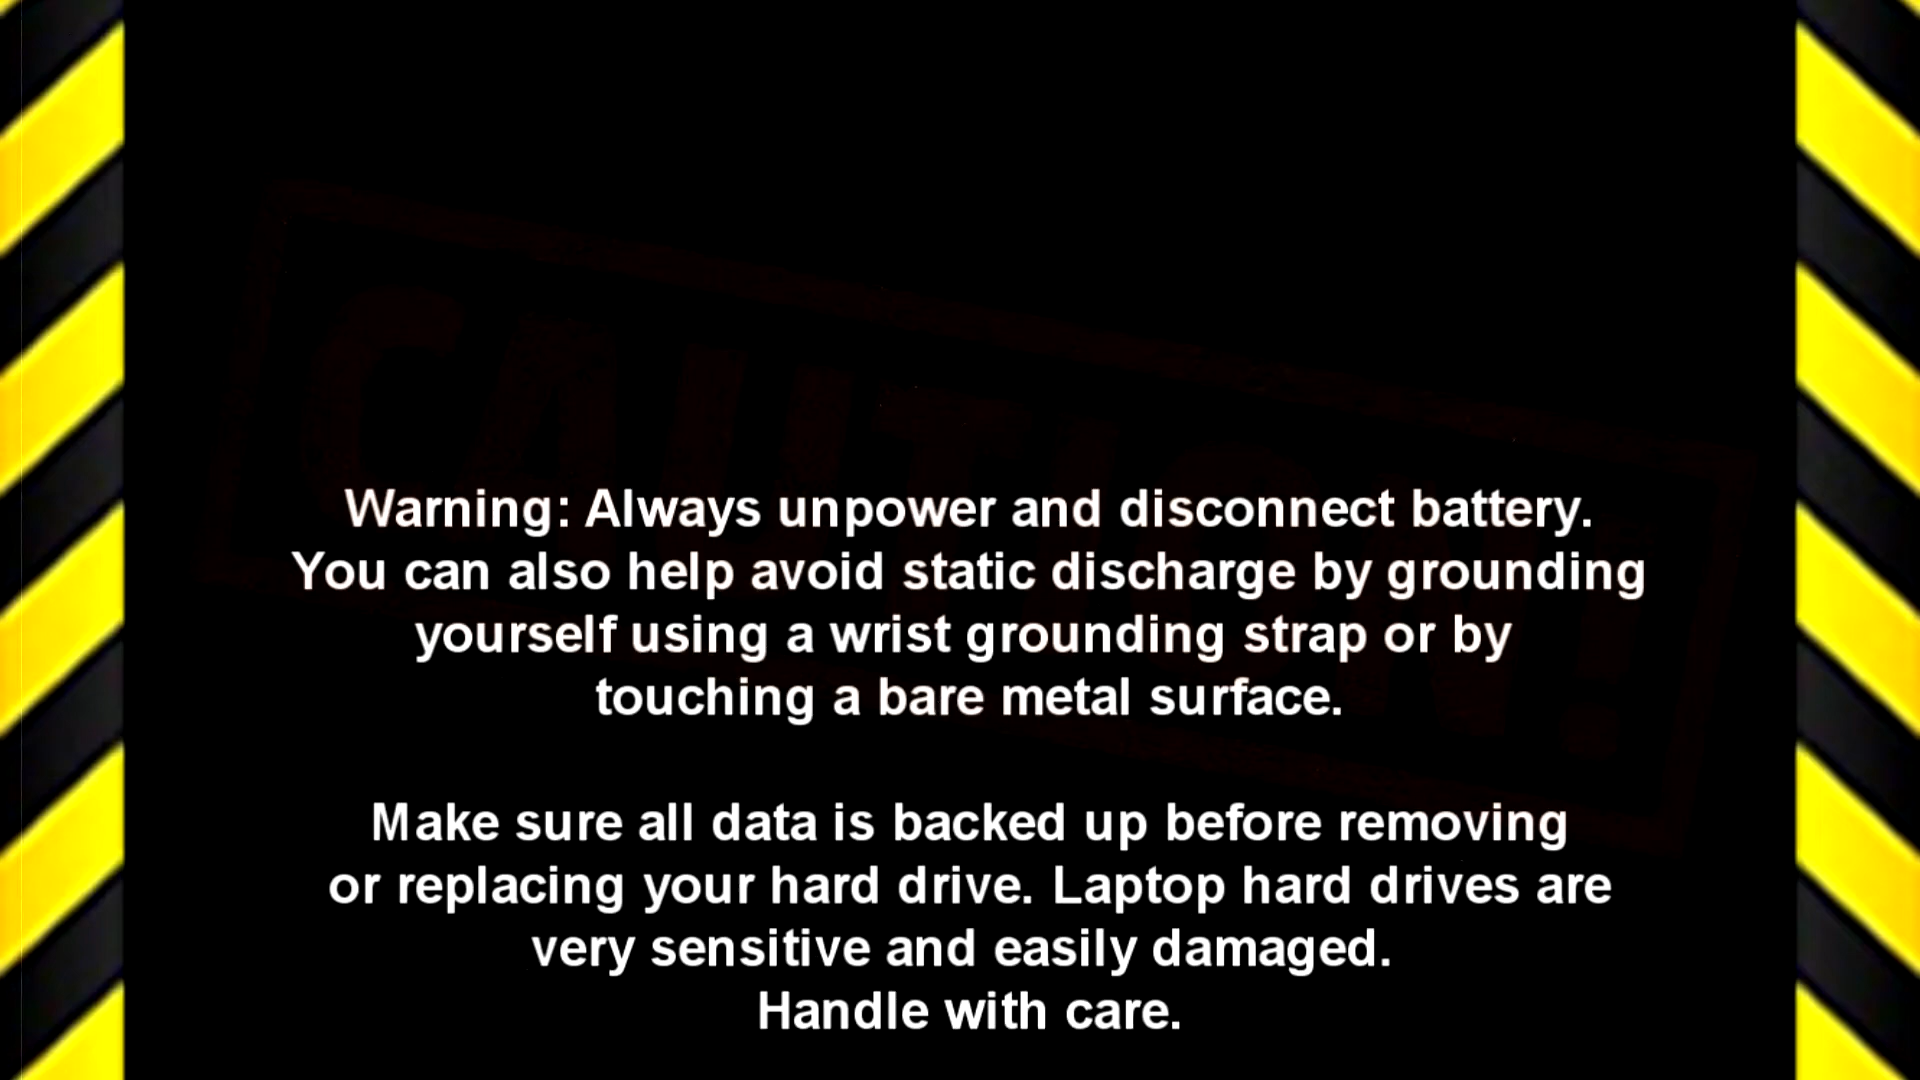 CAUTION!
Warning: Always unpower and disconnect battery.
You can also help avoid static discharge by grounding
yourself using a wrist grounding strap or by
touching a bare metal surface.
Make sure all data is backed up before removing
or replacing your hard drive. Laptop hard drives are
very sensitive and easily damaged.
Handle with care.